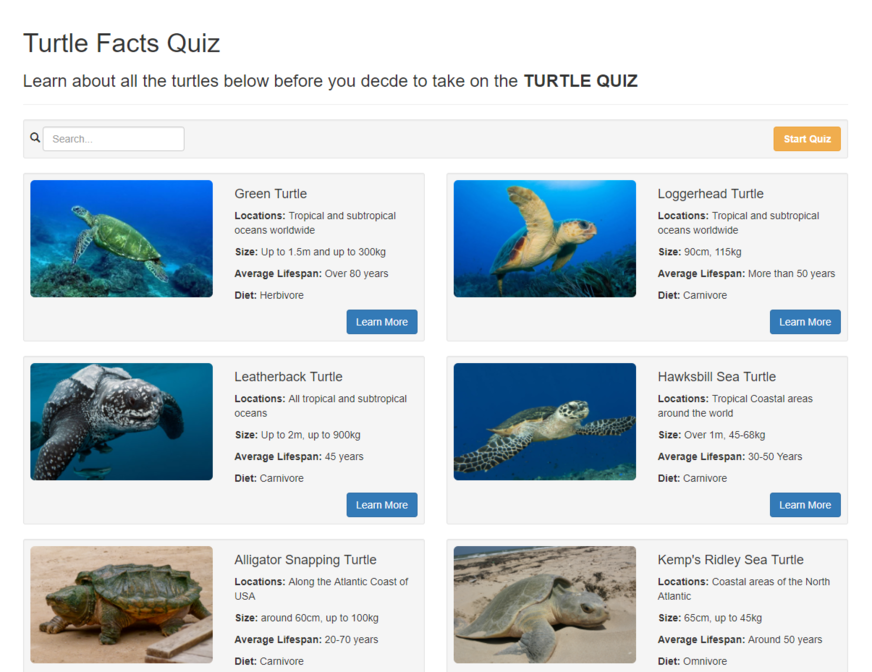 Turtle Facts Quiz
Learn about all the turtles below before you decde to take on the TURTLE QUIZ
Search...
Start Quiz
Green Turtle
Locations: Tropical and subtropical
oceans worldwide
Size: Up to 1.5m and up to 300kg
Average Lifespan: Over 80 years
Diet: Herbivore
Learn More
Loggerhead Turtle
Locations: Tropical and subtropical
oceans worldwide
Size: 90cm, 115kg
Average Lifespan: More than 50 years
Diet: Carnivore
Learn More
Leatherback Turtle
Locations: All tropical and subtropical
oceans
Size: Up to 2m, up to 900kg
Average Lifespan: 45 years
Diet: Carnivore
Learn More
Hawksbill Sea Turtle
Locations: Tropical Coastal areas
around the world
Size: Over 1m, 45-68kg
Average Lifespan: 30-50 Years
Diet: Carnivore
Learn More
Alligator Snapping Turtle
Locations: Along the Atlantic Coast of
USA
Size: around 60cm, up to 100kg
Average Lifespan: 20-70 years
Diet: Carnivore
Kemp's Ridley Sea Turtle
Locations: Coastal areas of the North
Atlantic
Size: 65cm, up to 45kg
Average Lifespan: Around 50 years
Diet: Omnivore